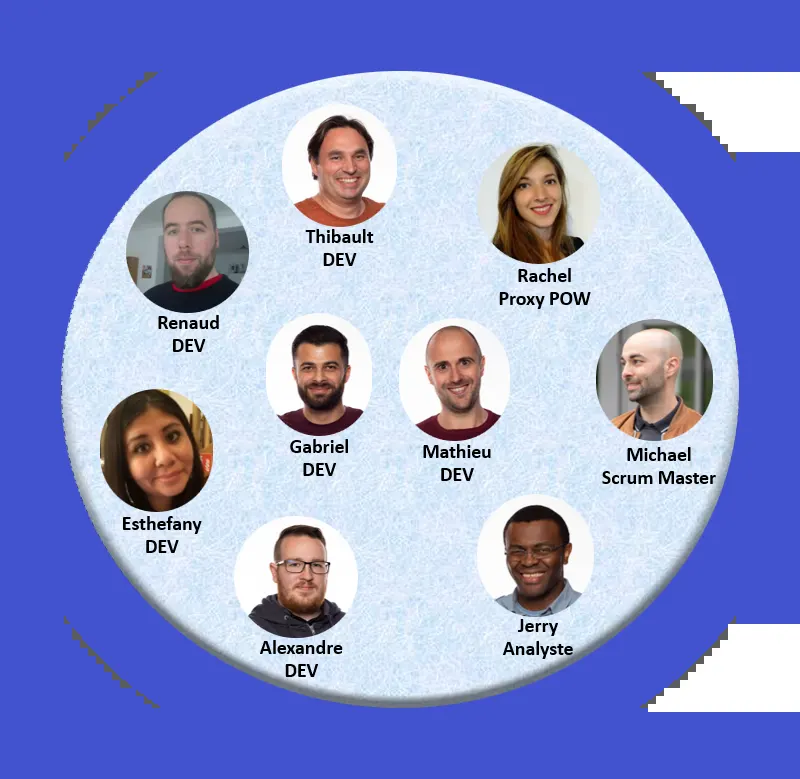 Thibault
DEV
Rachel
Proxy POW
Renaud
DEV
Gabriel
DEV
Mathieu
DEV
Michael
Scrum Master
Esthefany
DEV
Alexandre
DEV
Jerry
Analyste